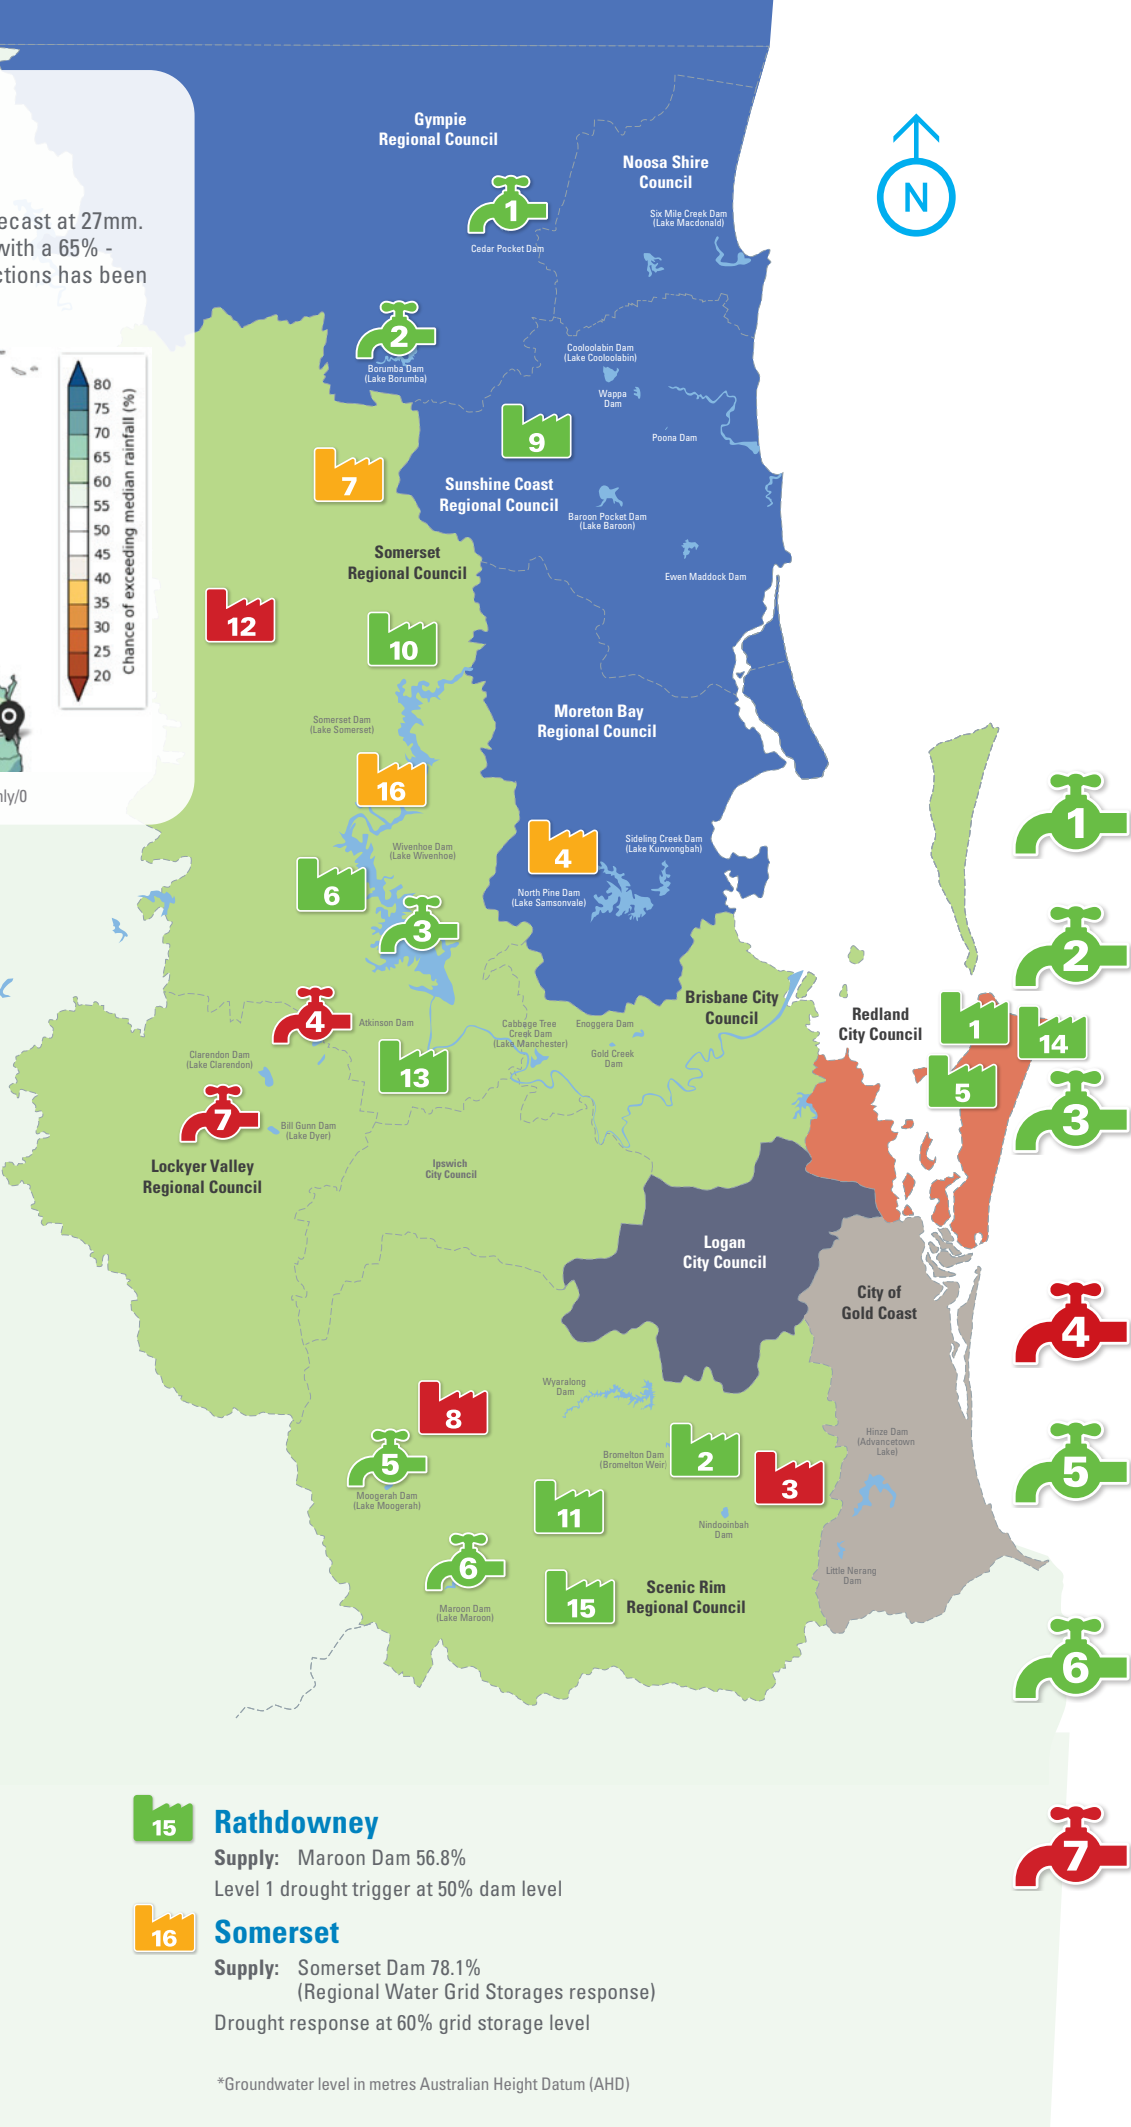 Gympie
Regional Council
Noosa Shire
Council
Six Mile Creek Dam
(Lake Macdonald)
N
1
Cedar Pocket Dam
ecast at 27mm.
with a 65% -
ctions has been
2
Borumba Dam
(Lake Borumba)
Cooloolabin Dam
(Lake Cooloolabin)
Wappa
Dam
Poona Dam
80
75
70
65
60
55
50
45
40
35
30
25
20
Chance of exceeding median rainfall (%)
9
7
Sunshine Coast
Regional Council
Baroon Pocket Dam
(Lake Baroon)
Ewen Maddock Dam
Somerset
Regional Council
12
10
Somerset Dam
(Lake Somerset)
Moreton Bay
Regional Council
nly/0
16
4
Sideling Creek Dam
(Lake Kurwongbah)
Wivenhoe Dam
(Lake Wivenhoe)
North Pine Dam
(Lake Samsonvale)
6
3
1
2
Brisbane City
Council
Redland
City Council
1
14
5
3
4
Atkinson Dam
Cabbage Tree
Creek Dam
(Lake Manchester)
Enoggera Dam
Gold Creek
Dam
Clarendon Dam
(Lake Clarendon)
13
7
Bill Gunn Dam
(Lake Dyer)
Lockyer Valley
Regional Council
Ipswich
City Council
Logan
City Council
City of
Gold Coast
4
Wyaralong
Dam
8
5
Moogerah Dam
(Lake Moogerah)
Bromelton Dam
(Bromelton Weir)
2
3
Hinze Dam
(Advancetown
Lake)
5
11
Nindooinbah
Dam
6
Maroon Dam
(Lake Maroon)
15
Scenic Rim
Regional Council
Little Nerang
Dam
6
7
15
Rathdowney
Supply: Maroon Dam 56.8%
Level 1 drought trigger at 50% dam level
16
Somerset
Supply: Somerset Dam 78.1%
(Regional Water Grid Storages response)
Drought response at 60% grid storage level
*Groundwater level in metres Australian Height Datum (AHD)